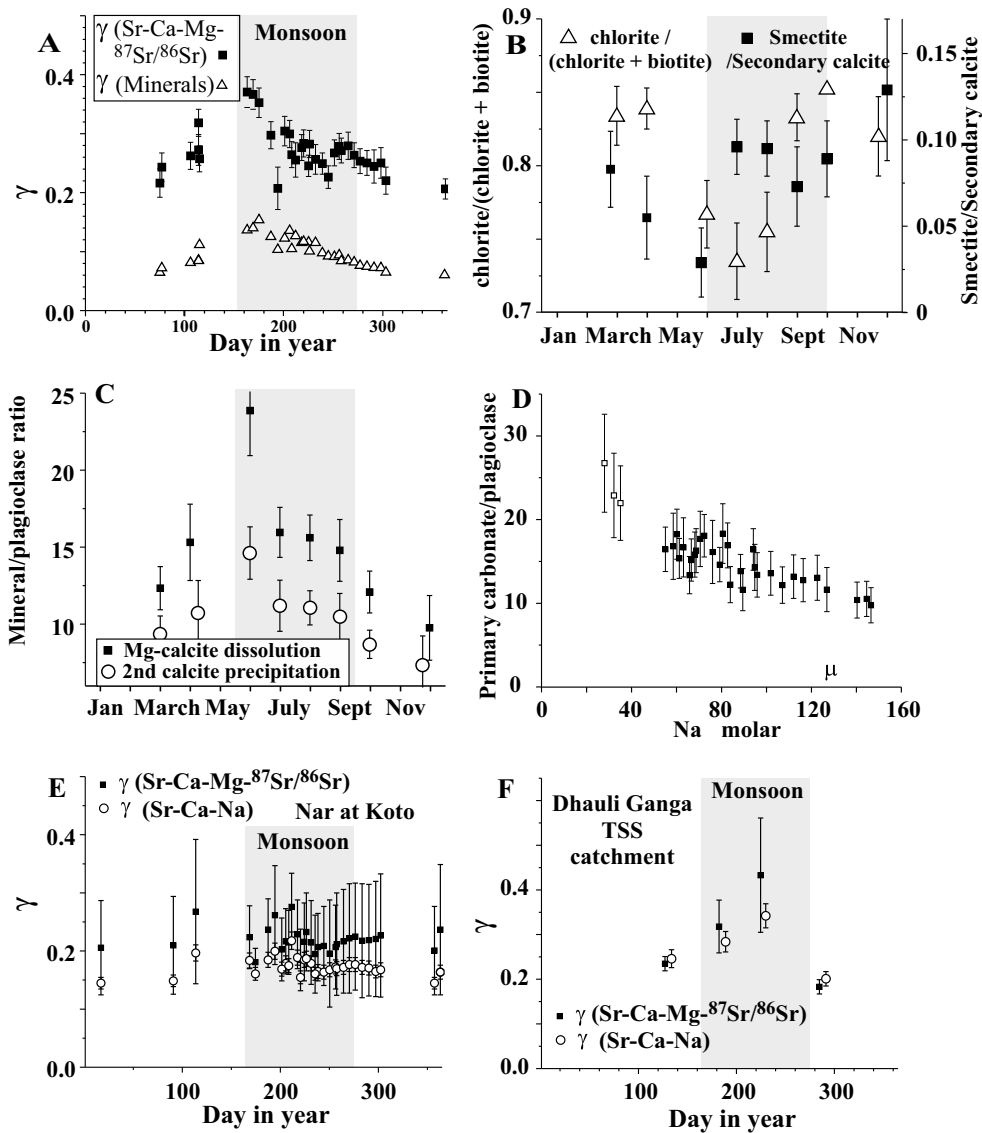 A
γ (Sr-Ca-Mg-
87Sr/86Sr) ■
γ (Minerals) △
Monsoon
0.4
0.2
0.0
γ
0 100 200 300
Day in year
B
△ chlorite /
(chlorite + biotite)
■ Smectite
/Secondary calcite
0.9
0.8
0.7
chlorite/(chlorite + biotite)
0.15
0.10
0.05
0
Smectite/Secondary calcite
Jan March May July Sept Nov
C
25
20
15
10
Mineral/plagioclase ratio
■ Mg-calcite dissolution
○ 2nd calcite precipitation
Jan March May July Sept Nov
D
30
20
10
0
Primary carbonate/plagioclase
μ
0 40 80 120 160
Na molar
E
■ γ (Sr-Ca-Mg-87Sr/86Sr)
○ γ (Sr-Ca-Na)
Nar at Koto
Monsoon
0.4
0.2
0.0
γ
0 100 200 300
Day in year
F
Monsoon
Dhauli Ganga
TSS
catchment
0.6
0.4
0.2
0.0
γ
■ γ (Sr-Ca-Mg-87Sr/86Sr)
○ γ (Sr-Ca-Na)
0 100 200 300
Day in year